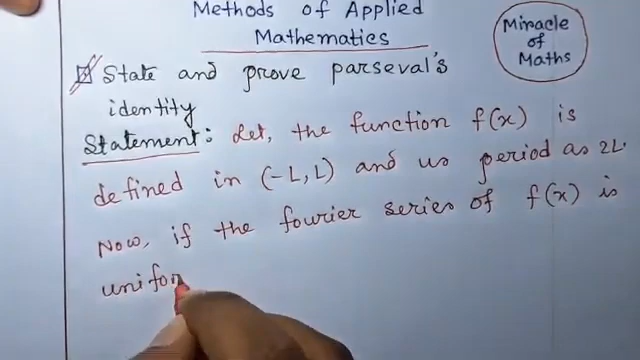 Methods of Applied
Mathematics
Miracle
of
Maths
State and prove parseval's
identity
Statement: Let, the function f(x) is
defined in (-L, L) and us period as 2L.
Now, if the fourier series of f(x) is
unifor